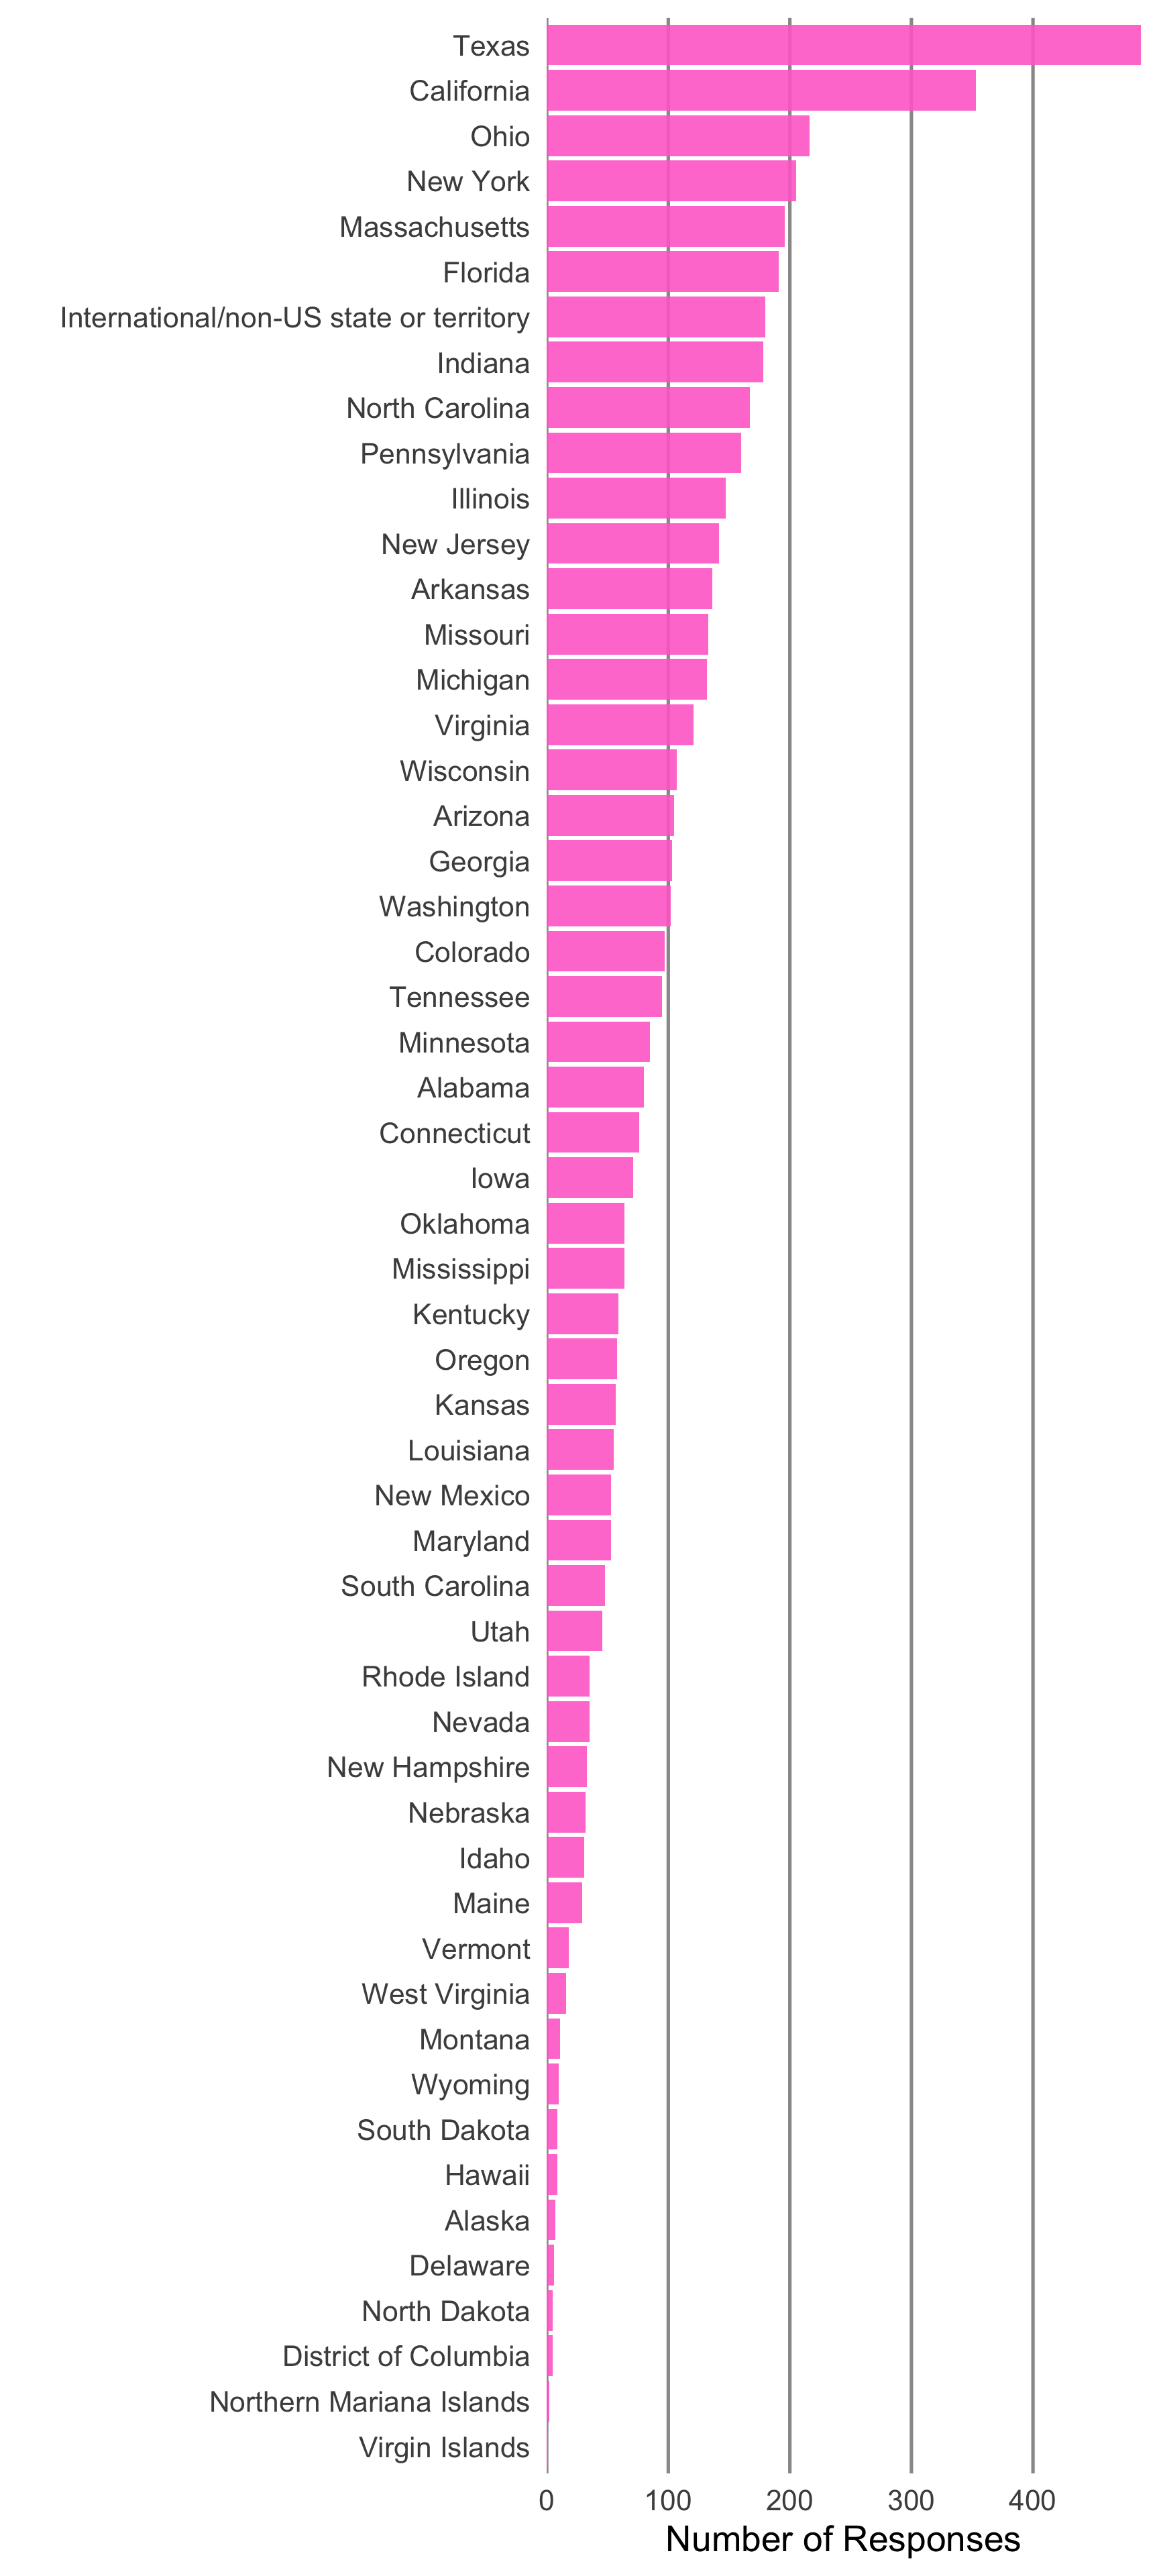 Texas
California
Ohio
New York
Massachusetts
Florida
International/non-US state or territory
Indiana
North Carolina
Pennsylvania
Illinois
New Jersey
Arkansas
Missouri
Michigan
Virginia
Wisconsin
Arizona
Georgia
Washington
Colorado
Tennessee
Minnesota
Alabama
Connecticut
Iowa
Oklahoma
Mississippi
Kentucky
Oregon
Kansas
Louisiana
New Mexico
Maryland
South Carolina
Utah
Rhode Island
Nevada
New Hampshire
Nebraska
Idaho
Maine
Vermont
West Virginia
Montana
Wyoming
South Dakota
Hawaii
Alaska
Delaware
North Dakota
District of Columbia
Northern Mariana Islands
Virgin Islands
0 100 200 300 400
Number of Responses